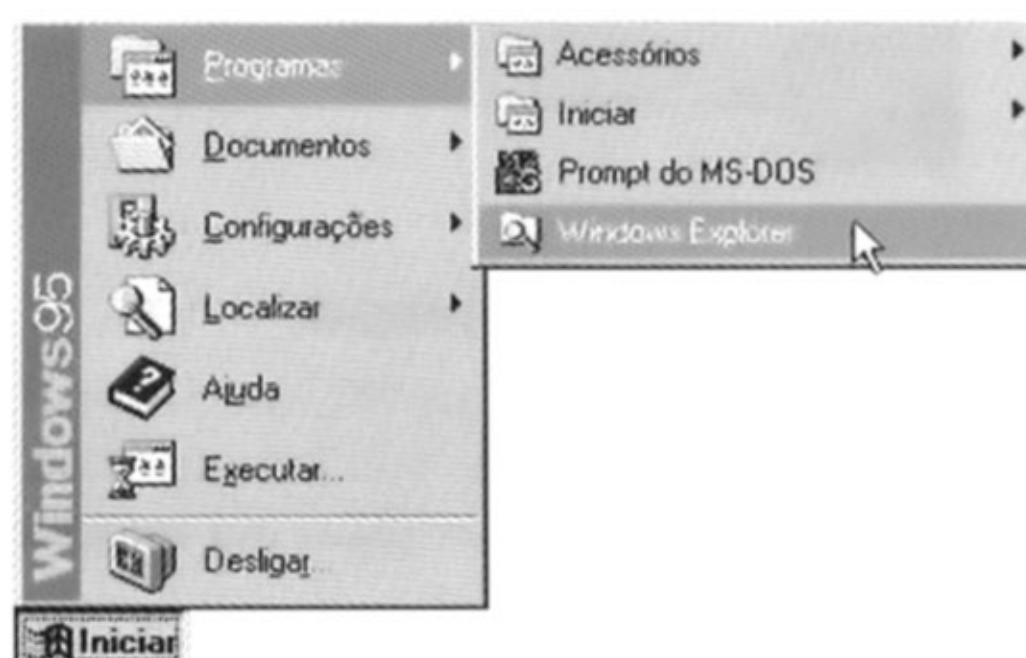 Windows95
Programas
Documentos
Configurações
Localizar
Ajuda
Executar...
Desligar...
Iniciar
Acessórios
Iniciar
Prompt do MS-DOS
Windows Explorer